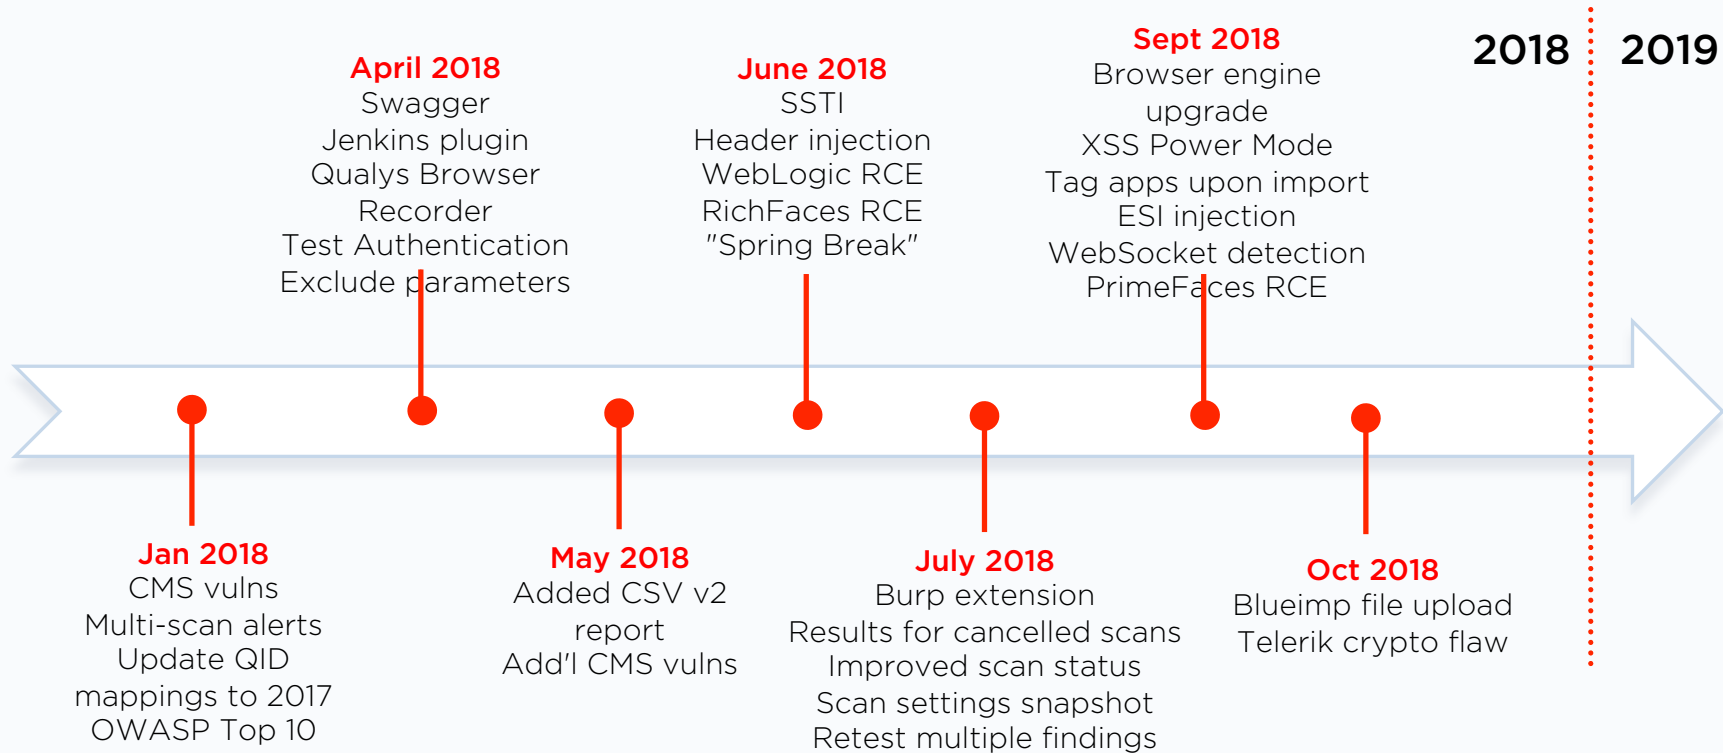 April 2018
Swagger
Jenkins plugin
Qualys Browser
Recorder
Test Authentication
Exclude parameters
June 2018
SSTI
Header injection
WebLogic RCE
RichFaces RCE
"Spring Break"
Sept 2018
Browser engine
upgrade
XSS Power Mode
Tag apps upon import
ESI injection
WebSocket detection
PrimeFaces RCE
2018
2019
Jan 2018
CMS vulns
Multi-scan alerts
Update QID
mappings to 2017
OWASP Top 10
May 2018
Added CSV v2
report
Add'l CMS vulns
July 2018
Burp extension
Results for cancelled scans
Improved scan status
Scan settings snapshot
Retest multiple findings
Oct 2018
Blueimp file upload
Telerik crypto flaw